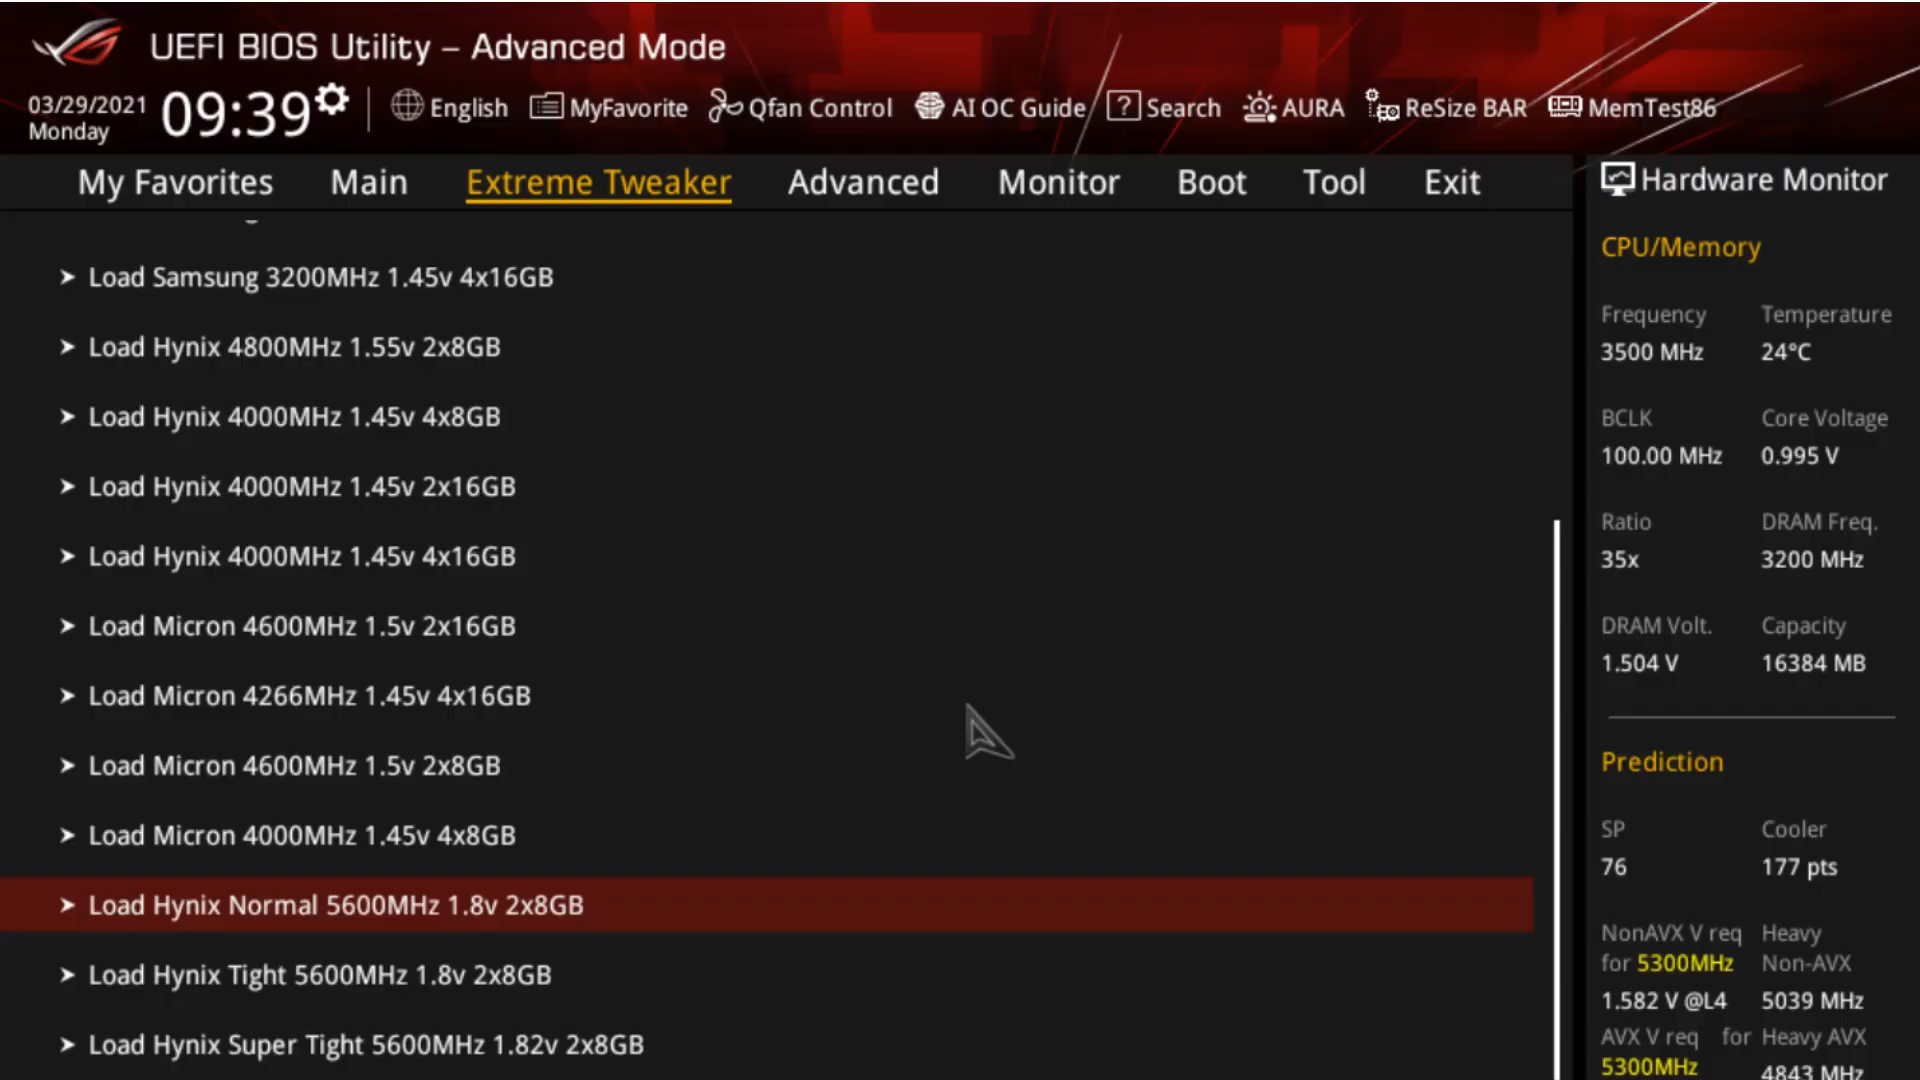 UEFI BIOS Utility – Advanced Mode
03/29/2021
Monday
09:39
English
MyFavorite
Qfan Control
AI OC Guide
Search
AURA
ReSize BAR
MemTest86
My Favorites
Main
Extreme Tweaker
Advanced
Monitor
Boot
Tool
Exit
Load Samsung 3200MHz 1.45v 4x16GB
Load Hynix 4800MHz 1.55v 2x8GB
Load Hynix 4000MHz 1.45v 4x8GB
Load Hynix 4000MHz 1.45v 2x16GB
Load Hynix 4000MHz 1.45v 4x16GB
Load Micron 4600MHz 1.5v 2x16GB
Load Micron 4266MHz 1.45v 4x16GB
Load Micron 4600MHz 1.5v 2x8GB
Load Micron 4000MHz 1.45v 4x8GB
Load Hynix Normal 5600MHz 1.8v 2x8GB
Load Hynix Tight 5600MHz 1.8v 2x8GB
Load Hynix Super Tight 5600MHz 1.82v 2x8GB
Hardware Monitor
CPU/Memory
Frequency Temperature
3500 MHz 24°C
BCLK Core Voltage
100.00 MHz 0.995 V
Ratio DRAM Freq.
35x 3200 MHz
DRAM Volt. Capacity
1.504 V 16384 MB
Prediction
SP Cooler
76 177 pts
NonAVX V req Heavy
for 5300MHz Non-AVX
1.582 V @L4 5039 MHz
AVX V req for Heavy AVX
5300MHz 4843 MHz